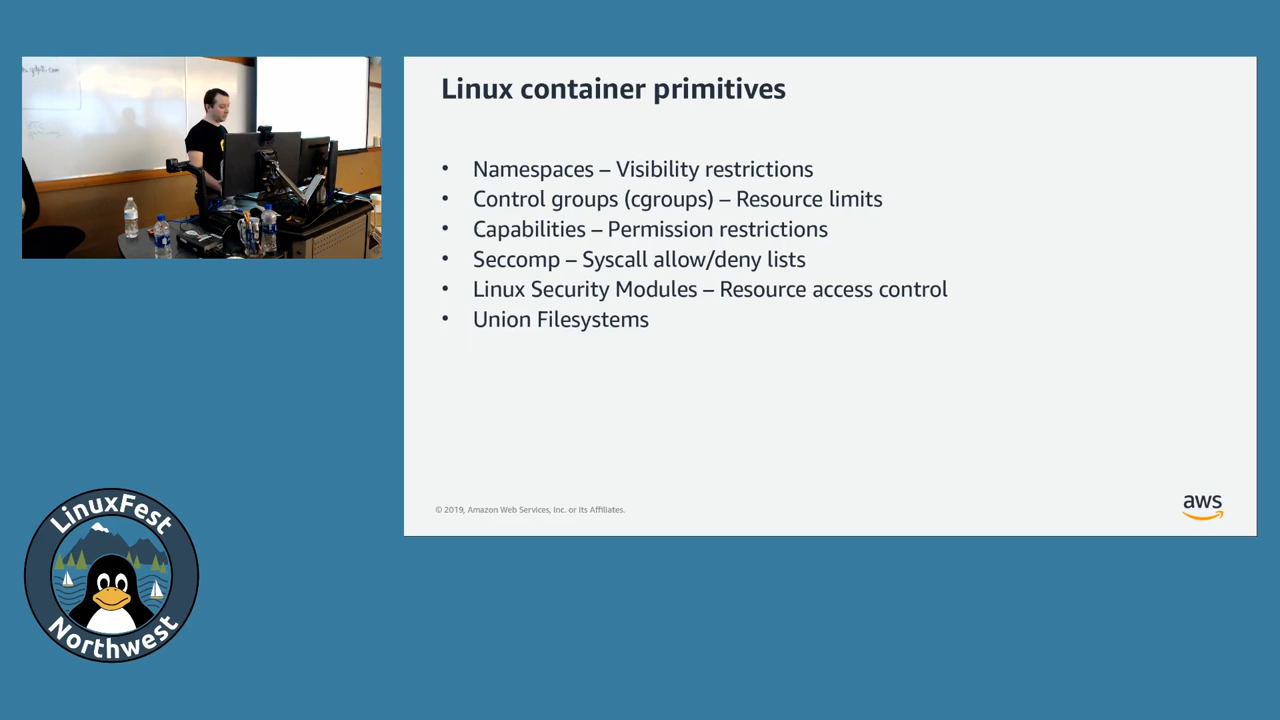 Linux container primitives
• Namespaces – Visibility restrictions
• Control groups (cgroups) – Resource limits
• Capabilities – Permission restrictions
• Seccomp – Syscall allow/deny lists
• Linux Security Modules – Resource access control
• Union Filesystems
© 2019, Amazon Web Services, Inc. or its Affiliates.
aws
LinuxFest
Northwest